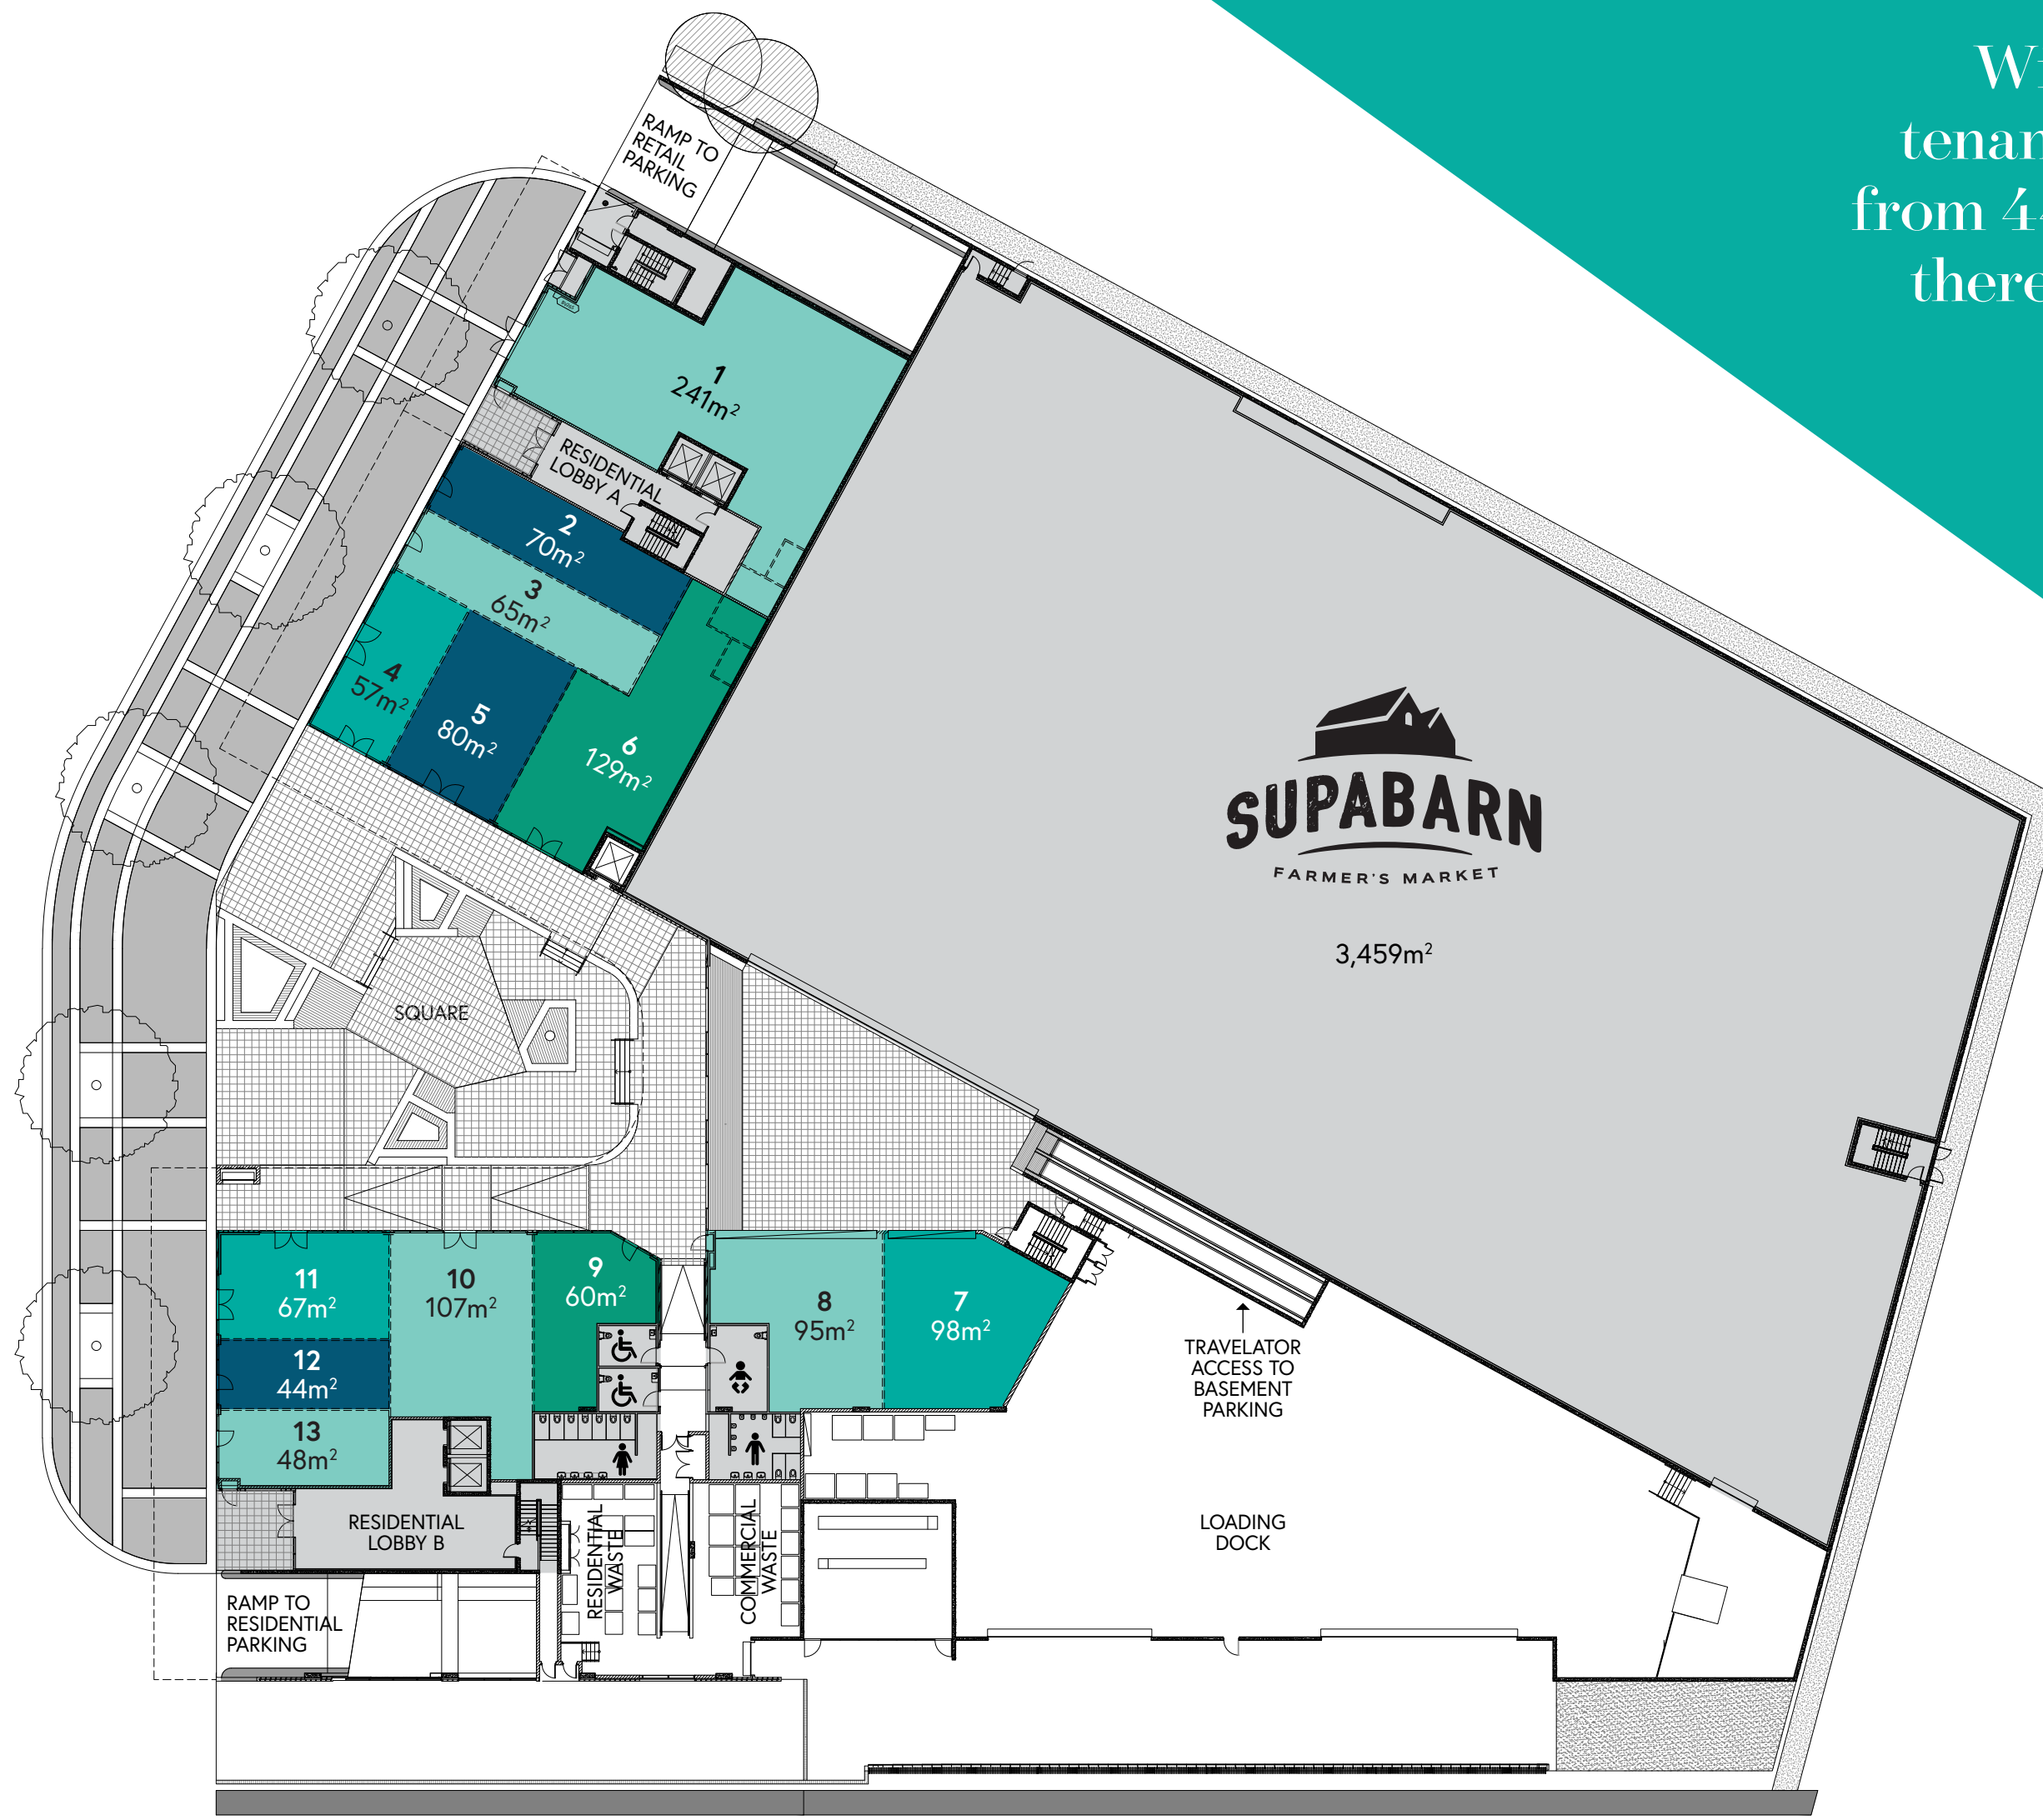 tenan
from 44
there
RAMP TO
RETAIL
PARKING
1
241m²
RESIDENTIAL
LOBBY A
2
70m²
3
65m²
4
57m²
5
80m²
6
129m²
SUPABARN
FARMER'S MARKET
3,459m²
SQUARE
11
67m²
10
107m²
9
60m²
8
95m²
7
98m²
12
44m²
13
48m²
TRAVELATOR
ACCESS TO
BASEMENT
PARKING
RESIDENTIAL
LOBBY B
RESIDENTIAL
WASTE
COMMERCIAL
WASTE
LOADING
DOCK
RAMP TO
RESIDENTIAL
PARKING